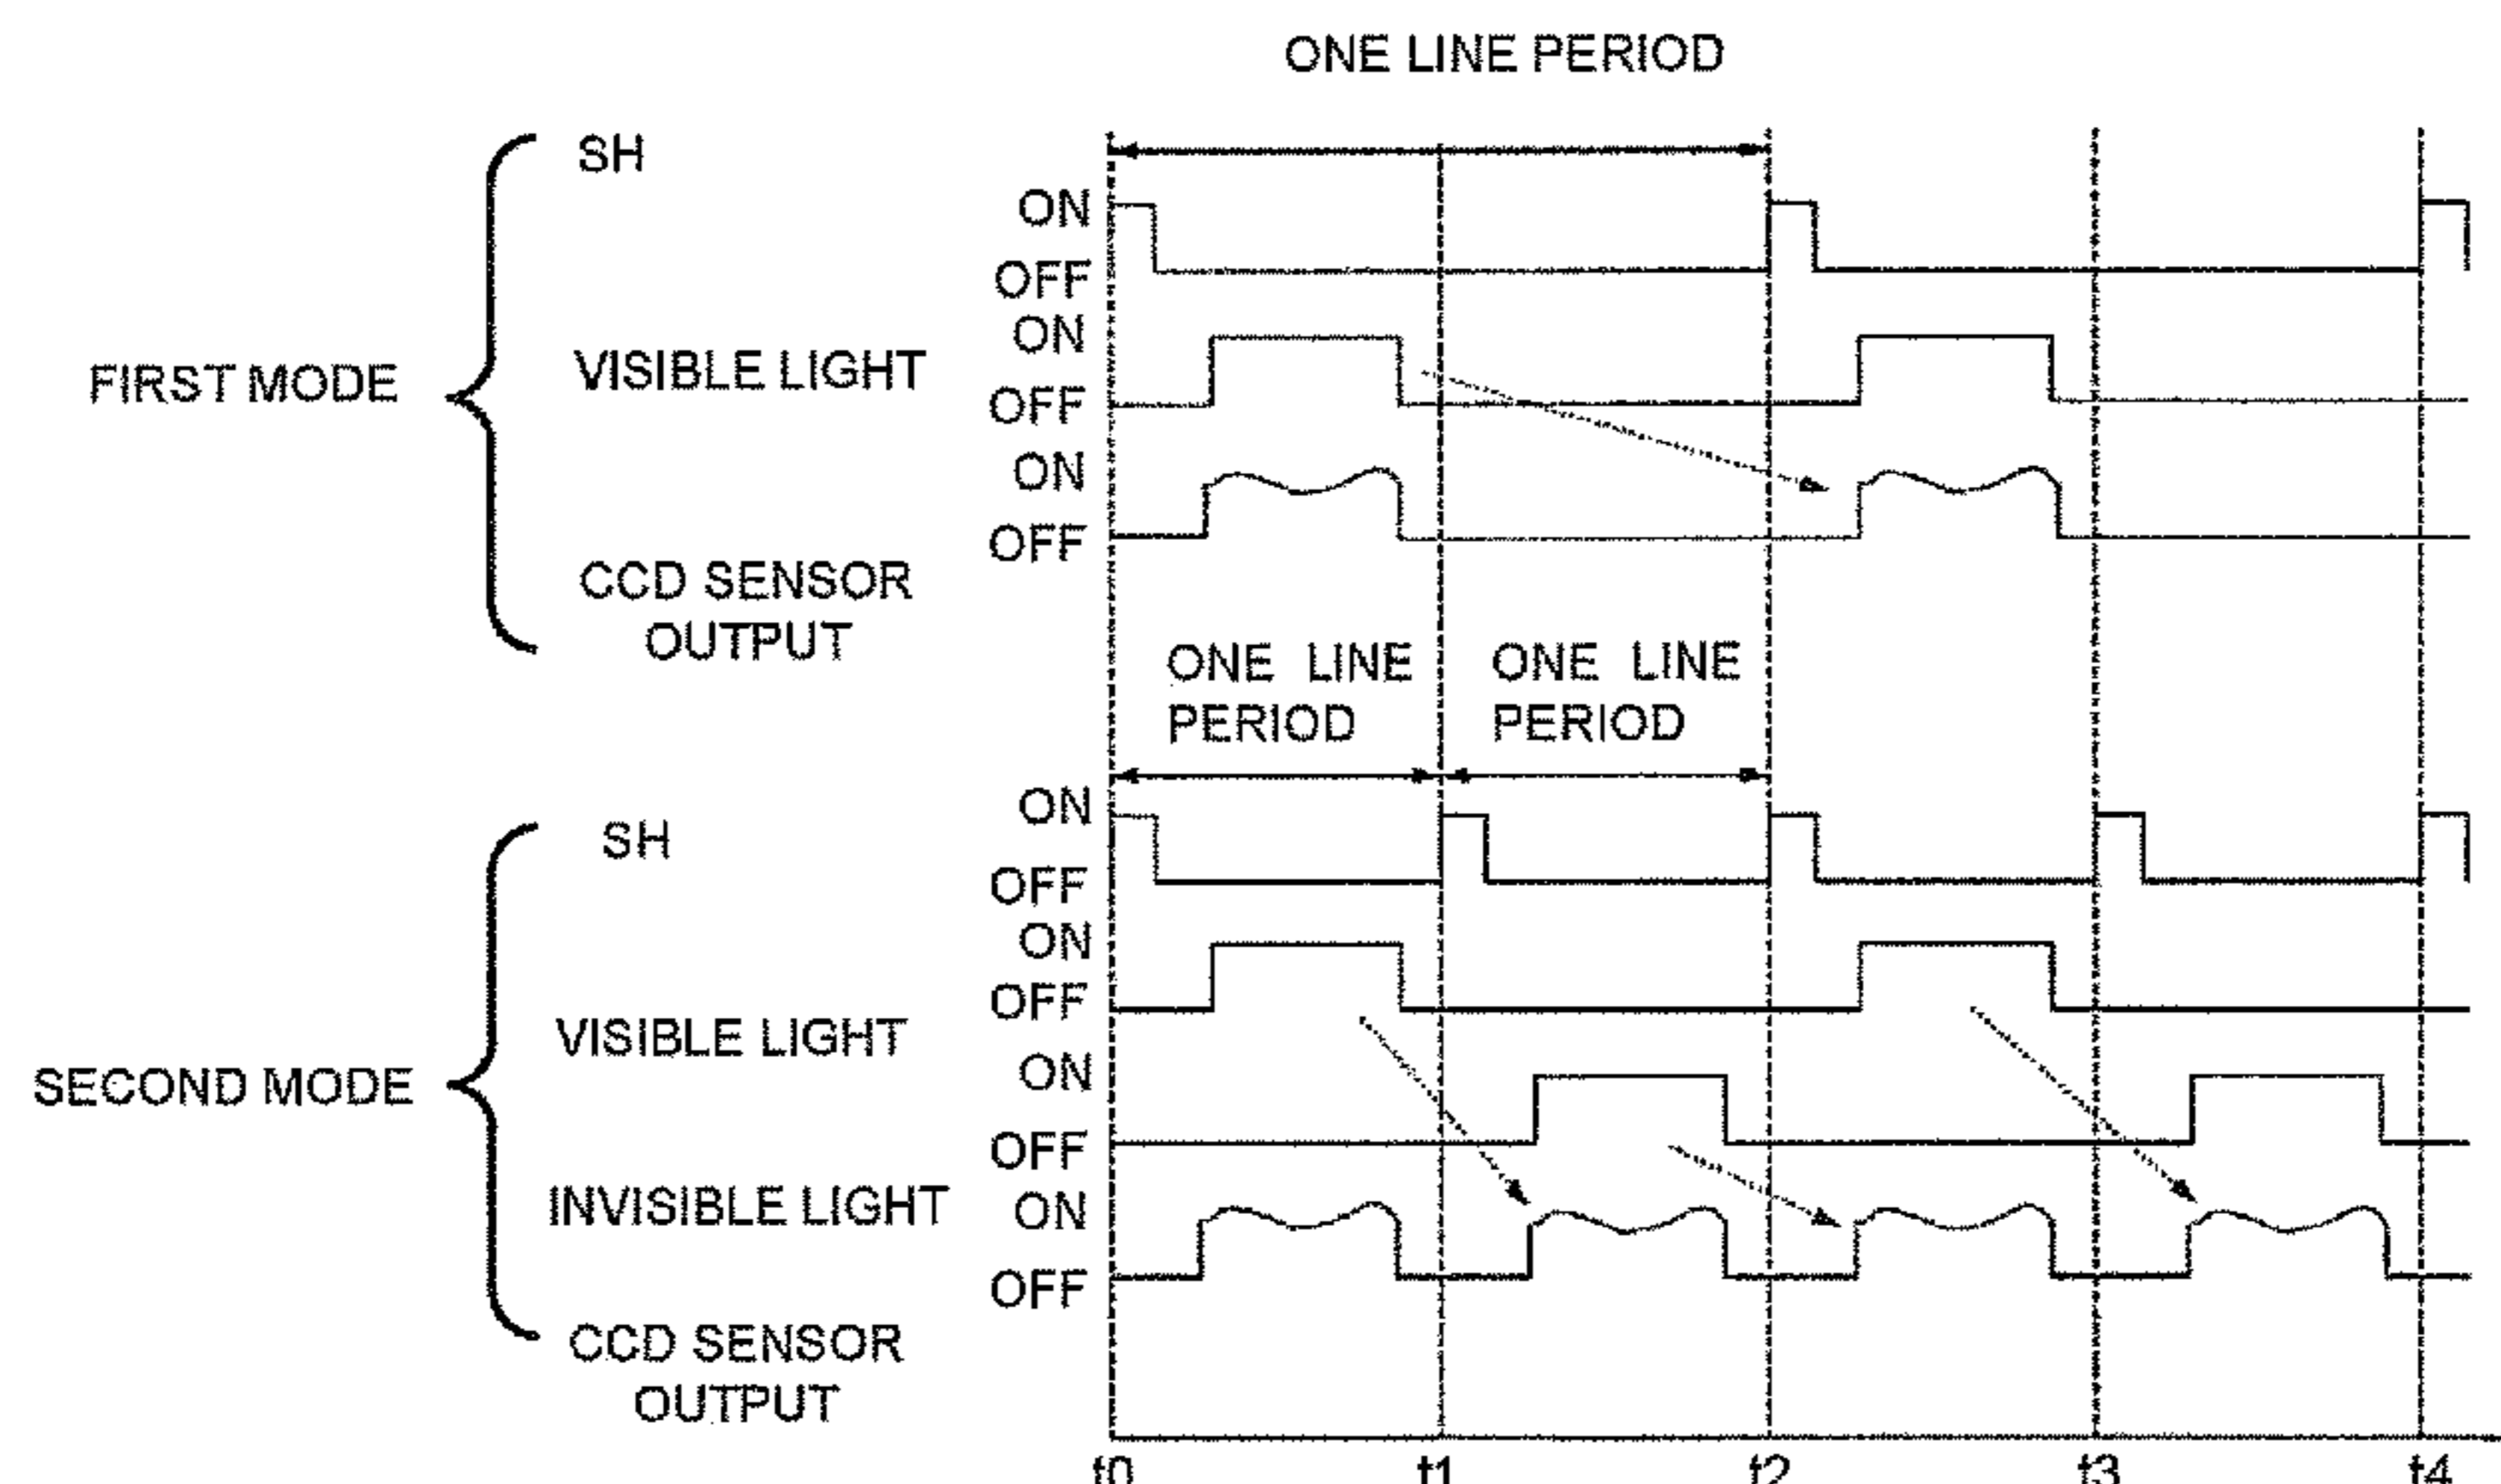 ONE LINE PERIOD
SH
ON
OFF
FIRST MODE
VISIBLE LIGHT
ON
OFF
ON
OFF
CCD SENSOR
OUTPUT
ONE LINE
PERIOD
ONE LINE
PERIOD
SH
ON
OFF
ON
OFF
SECOND MODE
VISIBLE LIGHT
ON
OFF
INVISIBLE LIGHT
ON
OFF
CCD SENSOR
OUTPUT
t0 t1 t2 t3 t4